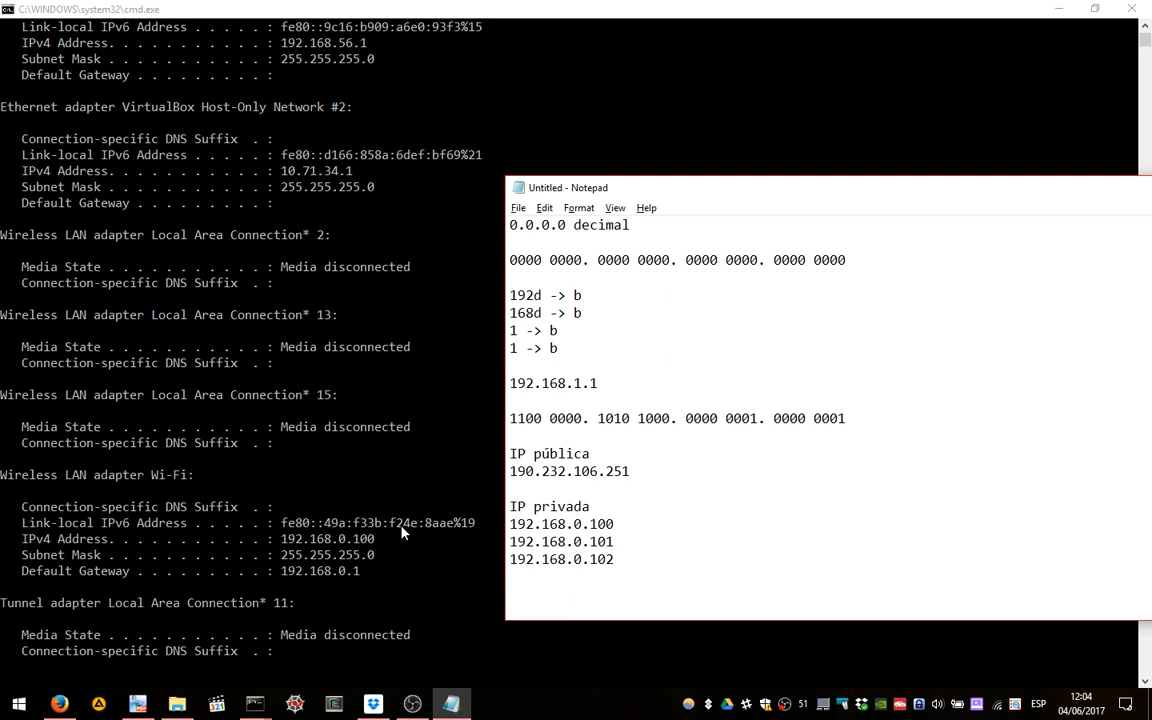 C:\WINDOWS\system32\cmd.exe
Link-local IPv6 Address . . . . . : fe80::9c16:b909:a6e0:93f3%15
IPv4 Address. . . . . . . . . . . : 192.168.56.1
Subnet Mask . . . . . . . . . . . : 255.255.255.0
Default Gateway . . . . . . . . . :
Ethernet adapter VirtualBox Host-Only Network #2:
Connection-specific DNS Suffix  . :
Link-local IPv6 Address . . . . . : fe80::d166:858a:6def:bf69%21
IPv4 Address. . . . . . . . . . . : 10.71.34.1
Subnet Mask . . . . . . . . . . . : 255.255.255.0
Default Gateway . . . . . . . . . :
Wireless LAN adapter Local Area Connection* 2:
Media State . . . . . . . . . . . : Media disconnected
Connection-specific DNS Suffix  . :
Wireless LAN adapter Local Area Connection* 13:
Media State . . . . . . . . . . . : Media disconnected
Connection-specific DNS Suffix  . :
Wireless LAN adapter Local Area Connection* 15:
Media State . . . . . . . . . . . : Media disconnected
Connection-specific DNS Suffix  . :
Wireless LAN adapter Wi-Fi:
Connection-specific DNS Suffix  . :
Link-local IPv6 Address . . . . . : fe80::49a:f33b:f24e:8aae%19
IPv4 Address. . . . . . . . . . . : 192.168.0.100
Subnet Mask . . . . . . . . . . . : 255.255.255.0
Default Gateway . . . . . . . . . : 192.168.0.1
Tunnel adapter Local Area Connection* 11:
Media State . . . . . . . . . . . : Media disconnected
Connection-specific DNS Suffix  . :
Untitled - Notepad
File Edit Format View Help
0.0.0.0 decimal
0000 0000. 0000 0000. 0000 0000. 0000 0000
192d -> b
168d -> b
1 -> b
1 -> b
192.168.1.1
1100 0000. 1010 1000. 0000 0001. 0000 0001
IP pública
190.232.106.251
IP privada
192.168.0.100
192.168.0.101
192.168.0.102
51
ESP
12:04
04/06/2017